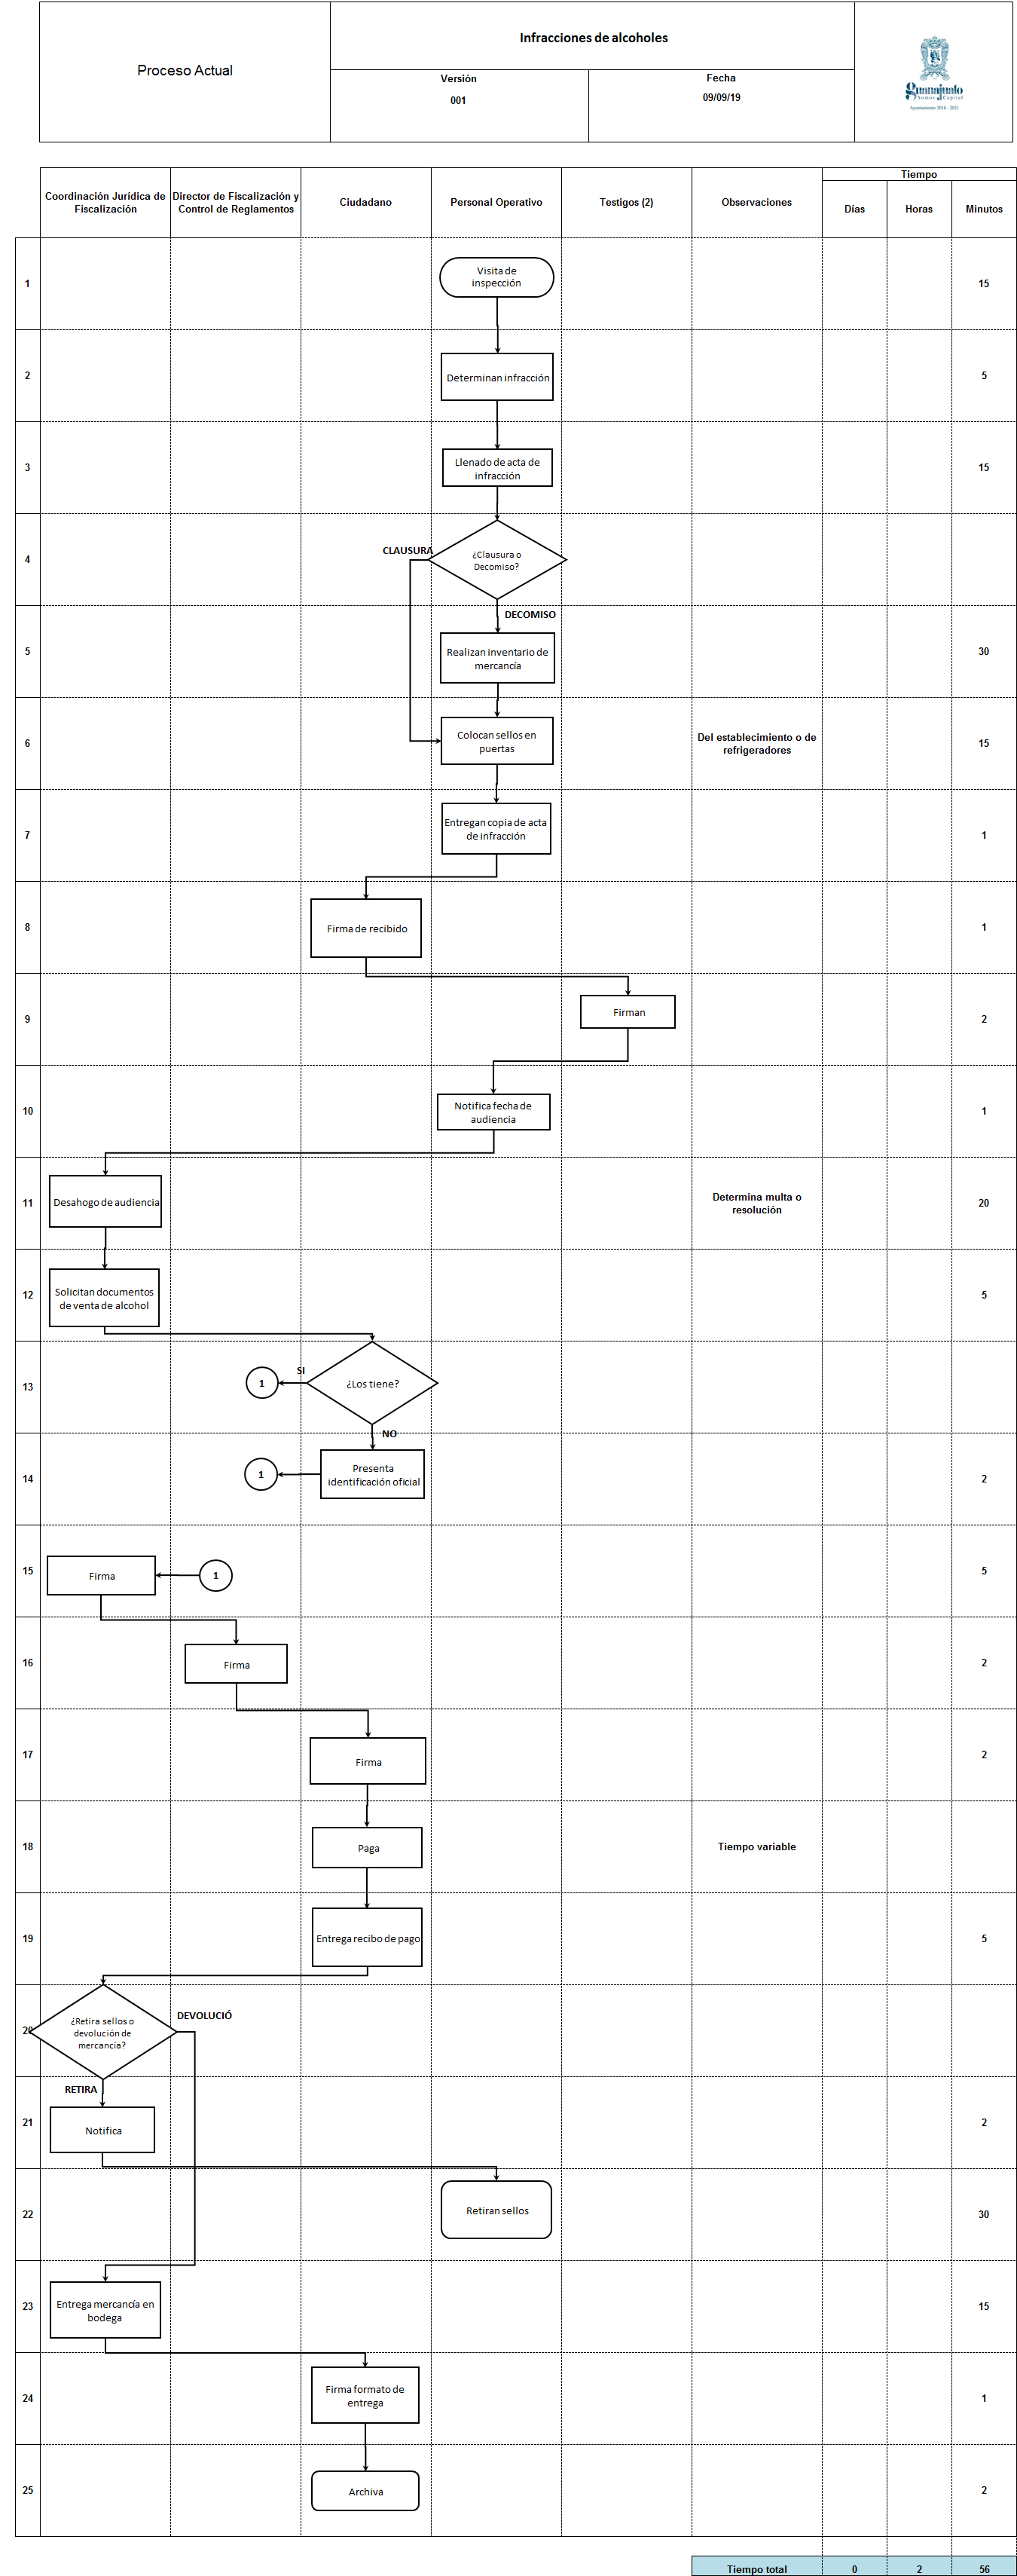 Proceso Actual
Infracciones de alcoholes
Versión
001
Fecha
09/09/19
Guanajuato
Somos Capital
Ayuntamiento 2018 - 2021
Coordinación Jurídica de
Fiscalización
Director de Fiscalización y
Control de Reglamentos
Ciudadano
Personal Operativo
Testigos (2)
Observaciones
Tiempo
Días
Horas
Minutos
1
Visita de
inspección
15
2
Determinan infracción
5
3
Llenado de acta de
infracción
15
4
CLAUSURA
¿Clausura o
Decomiso?
DECOMISO
5
Realizan inventario de
mercancía
30
6
Colocan sellos en
puertas
Del establecimiento o de
refrigeradores
15
7
Entregan copia de acta
de infracción
1
8
Firma de recibido
1
9
Firman
2
10
Notifica fecha de
audiencia
1
11
Desahogo de audiencia
Determina multa o
resolución
20
12
Solicitan documentos
de venta de alcohol
5
13
1
SI
¿Los tiene?
NO
14
1
Presenta
identificación oficial
2
15
Firma
1
5
16
Firma
2
17
Firma
2
18
Paga
Tiempo variable
19
Entrega recibo de pago
5
20
¿Retira sellos o
devolución de
mercancía?
DEVOLUCIÓ
RETIRA
21
Notifica
2
22
Retiran sellos
30
23
Entrega mercancía en
bodega
15
24
Firma formato de
entrega
1
25
Archiva
2
Tiempo total
0
2
56